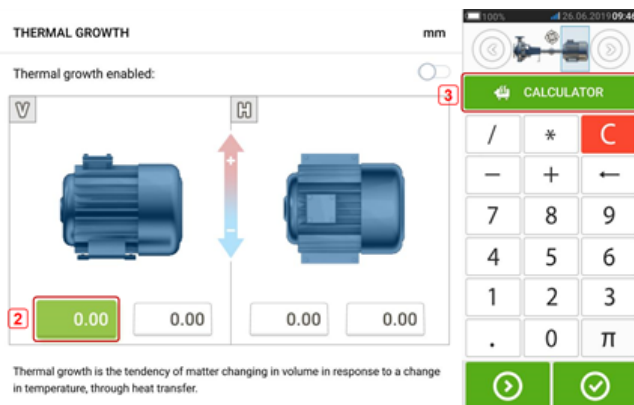 THERMAL GROWTH
mm
Thermal growth enabled:
V
H
+
-
2
0.00
0.00
0.00
0.00
Thermal growth is the tendency of matter changing in volume in response to a change
in temperature, through heat transfer.
100%
26.06.2019 09:46
3
CALCULATOR
/ * C
− + ←
7 8 9
4 5 6
1 2 3
. 0 π